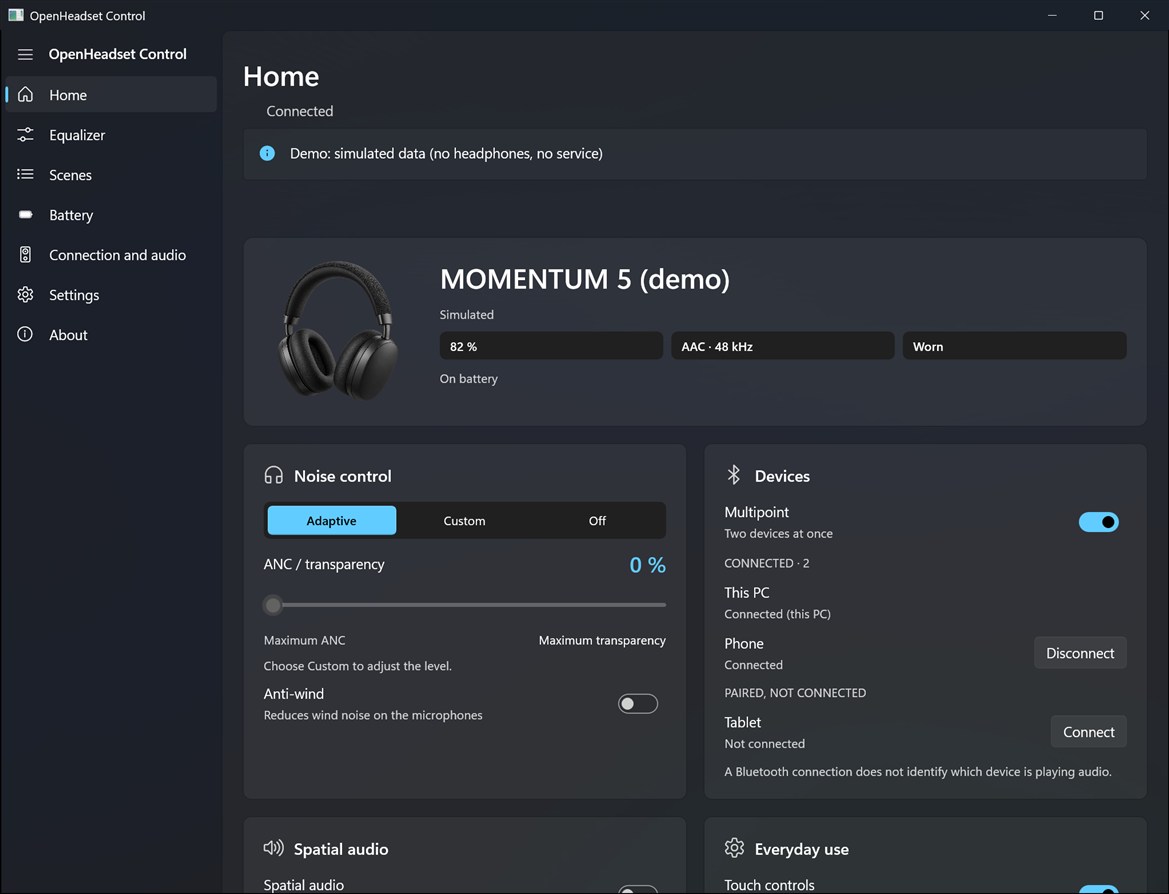 OpenHeadset Control
OpenHeadset Control
Home
Equalizer
Scenes
Battery
Connection and audio
Settings
About
Home
Connected
Demo: simulated data (no headphones, no service)
MOMENTUM 5 (demo)
Simulated
82 %
AAC · 48 kHz
Worn
On battery
Noise control
Adaptive
Custom
Off
ANC / transparency
0 %
Maximum ANC
Maximum transparency
Choose Custom to adjust the level.
Anti-wind
Reduces wind noise on the microphones
Devices
Multipoint
Two devices at once
CONNECTED · 2
This PC
Connected (this PC)
Phone
Connected
Disconnect
PAIRED, NOT CONNECTED
Tablet
Not connected
Connect
A Bluetooth connection does not identify which device is playing audio.
Spatial audio
Spatial audio
Everyday use
Touch controls